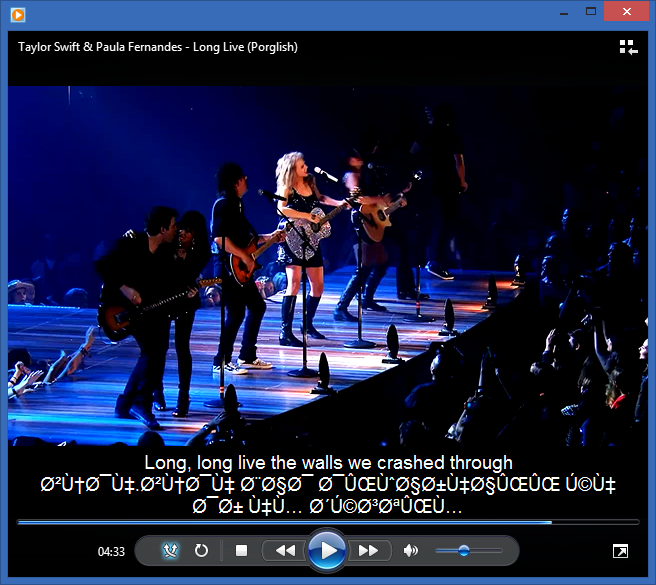 Taylor Swift & Paula Fernandes - Long Live (Porglish)
Long, long live the walls we crashed through
Ø²Ù†Ø¯Ù‡.Ø²Ù†Ø¯Ù‡ Ø¨Ø§Ø¯ Ø¯ÛŒÙˆØ§Ø±Ù‡Ø§ÛŒÛŒ Ú©Ù‡
Ø¯Ø± Ù‡Ù… Ø´Ú©Ø³ØªÛŒÙ…
04:33